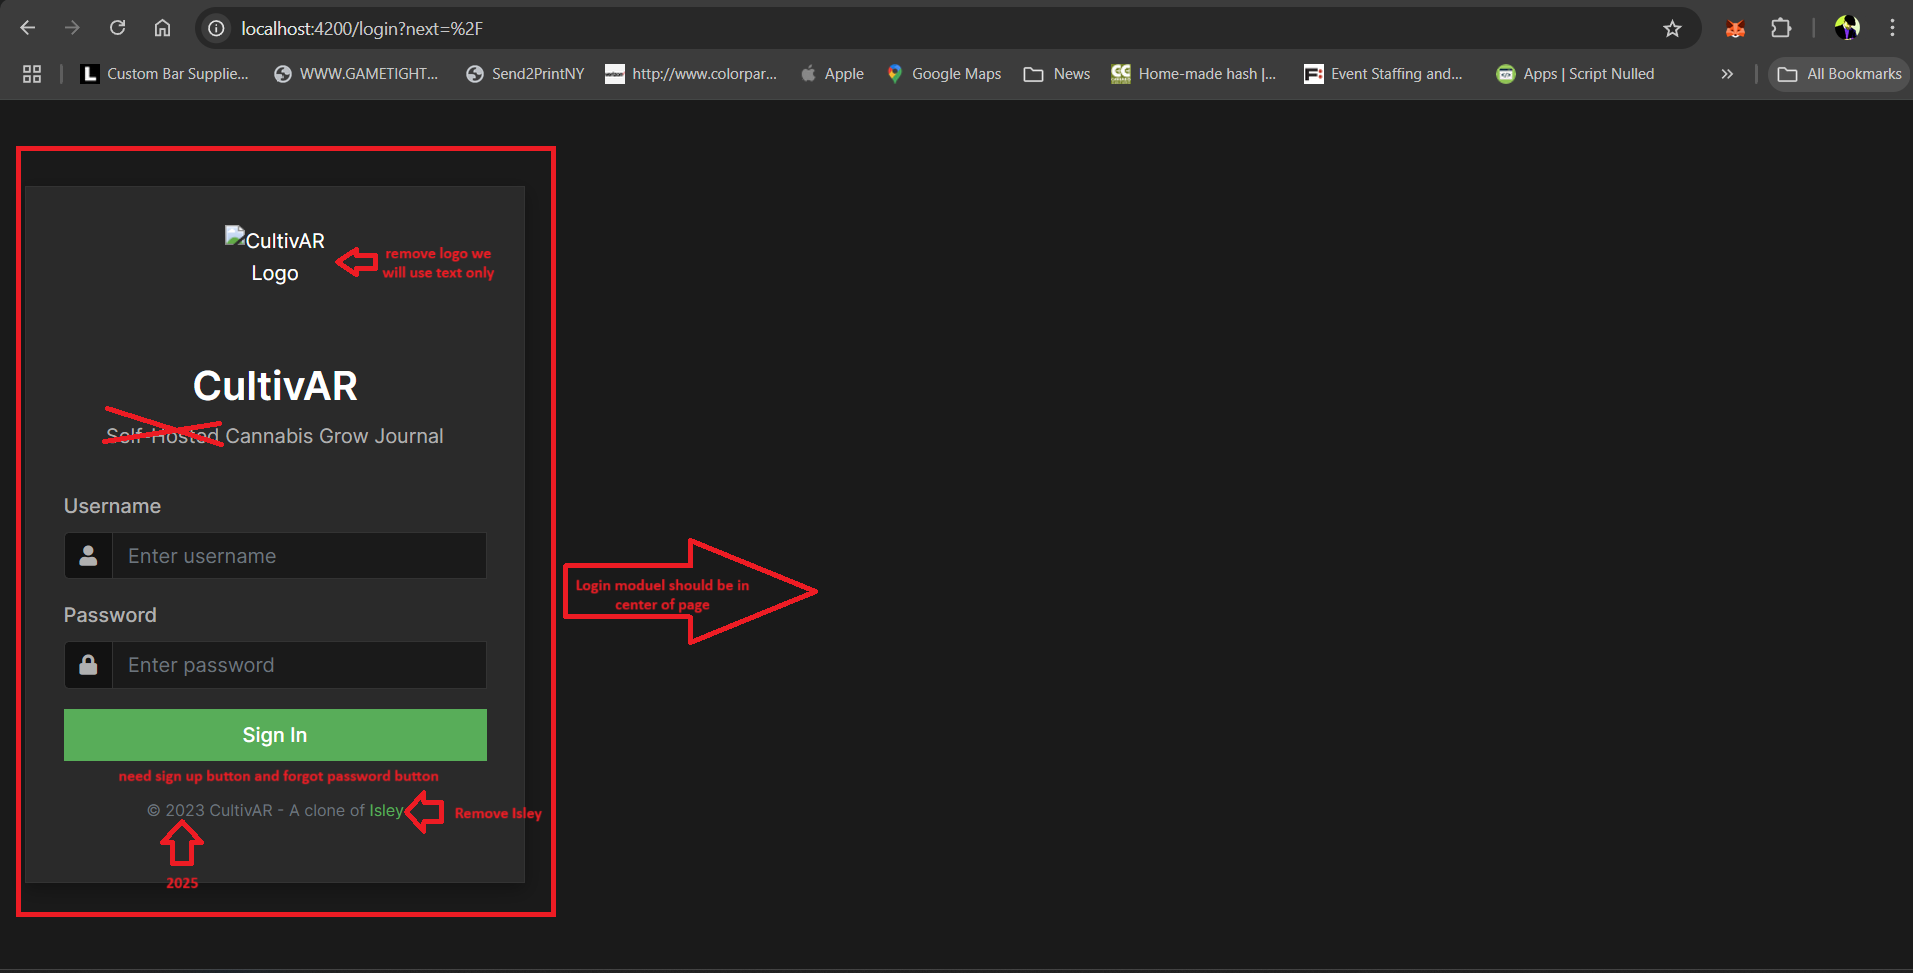 localhost:4200/login?next=%2F
Custom Bar Supplie...
WWW.GAMETIGHT...
Send2PrintNY
http://www.colorpar...
Apple
Google Maps
News
Home-made hash |...
Event Staffing and...
Apps | Script Nulled
All Bookmarks
CultivAR
Logo
remove logo we
will use text only
CultivAR
Self-Hosted Cannabis Grow Journal
Username
Enter username
Password
Enter password
Sign In
need sign up button and forgot password button
© 2023 CultivAR - A clone of Isley
Remove Isley
2025
Login moduel should be in
center of page